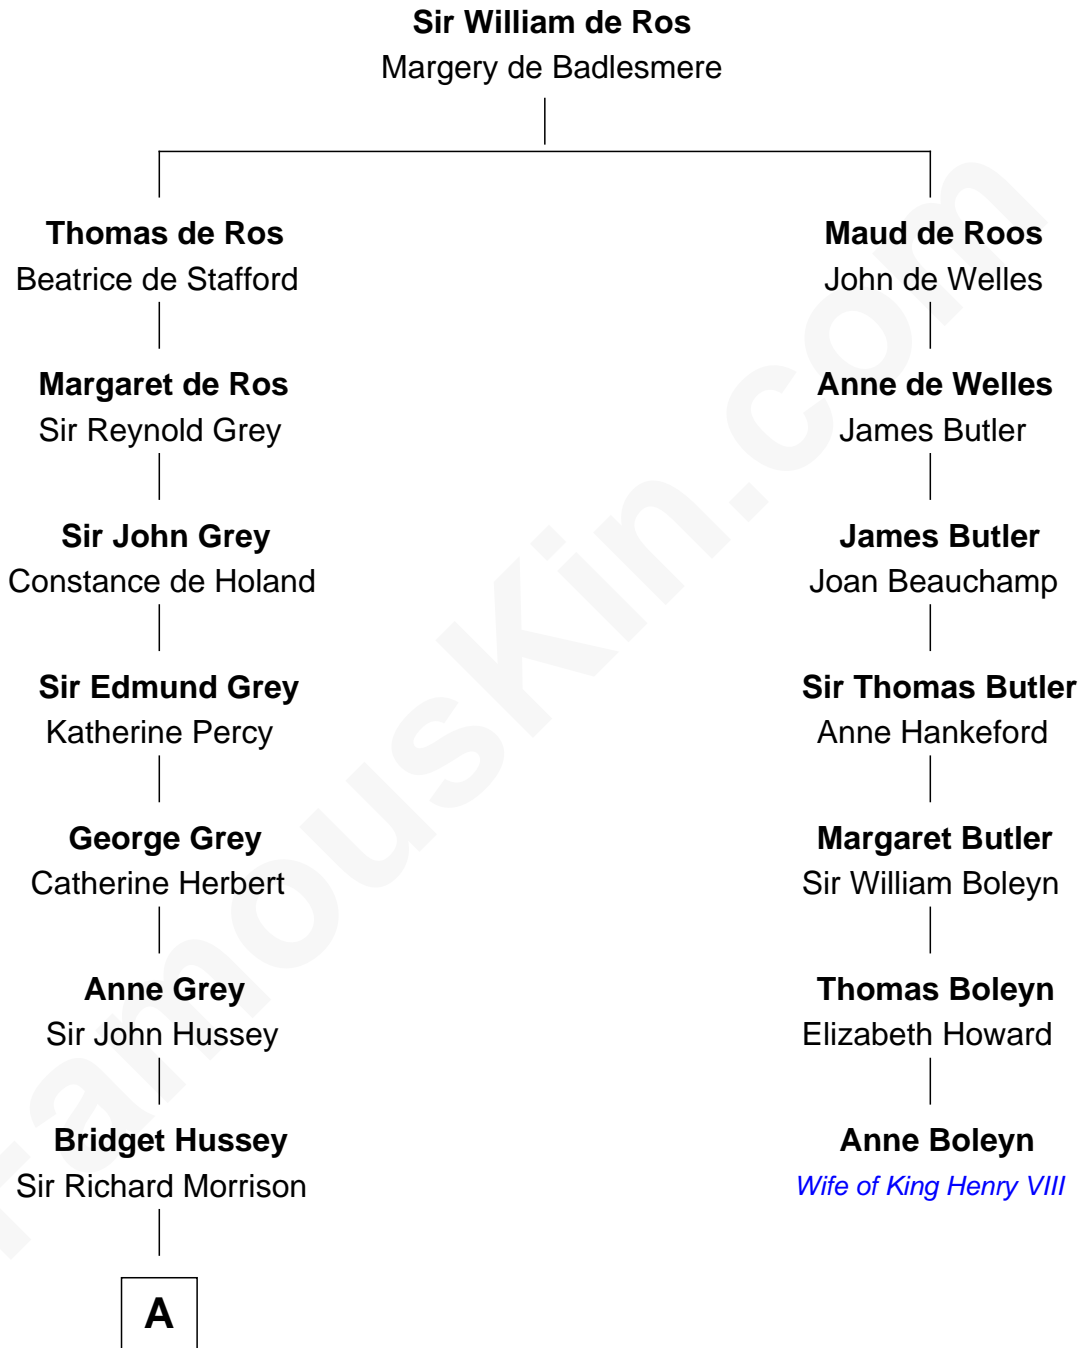 Sir William de Ros
Margery de Badlesmere
Thomas de Ros
Beatrice de Stafford
Margaret de Ros
Sir Reynold Grey
Sir John Grey
Constance de Holand
Sir Edmund Grey
Katherine Percy
George Grey
Catherine Herbert
Anne Grey
Sir John Hussey
Bridget Hussey
Sir Richard Morrison
A
Maud de Roos
John de Welles
Anne de Welles
James Butler
James Butler
Joan Beauchamp
Sir Thomas Butler
Anne Hankeford
Margaret Butler
Sir William Boleyn
Thomas Boleyn
Elizabeth Howard
Anne Boleyn
Wife of King Henry VIII
FamousKin.com